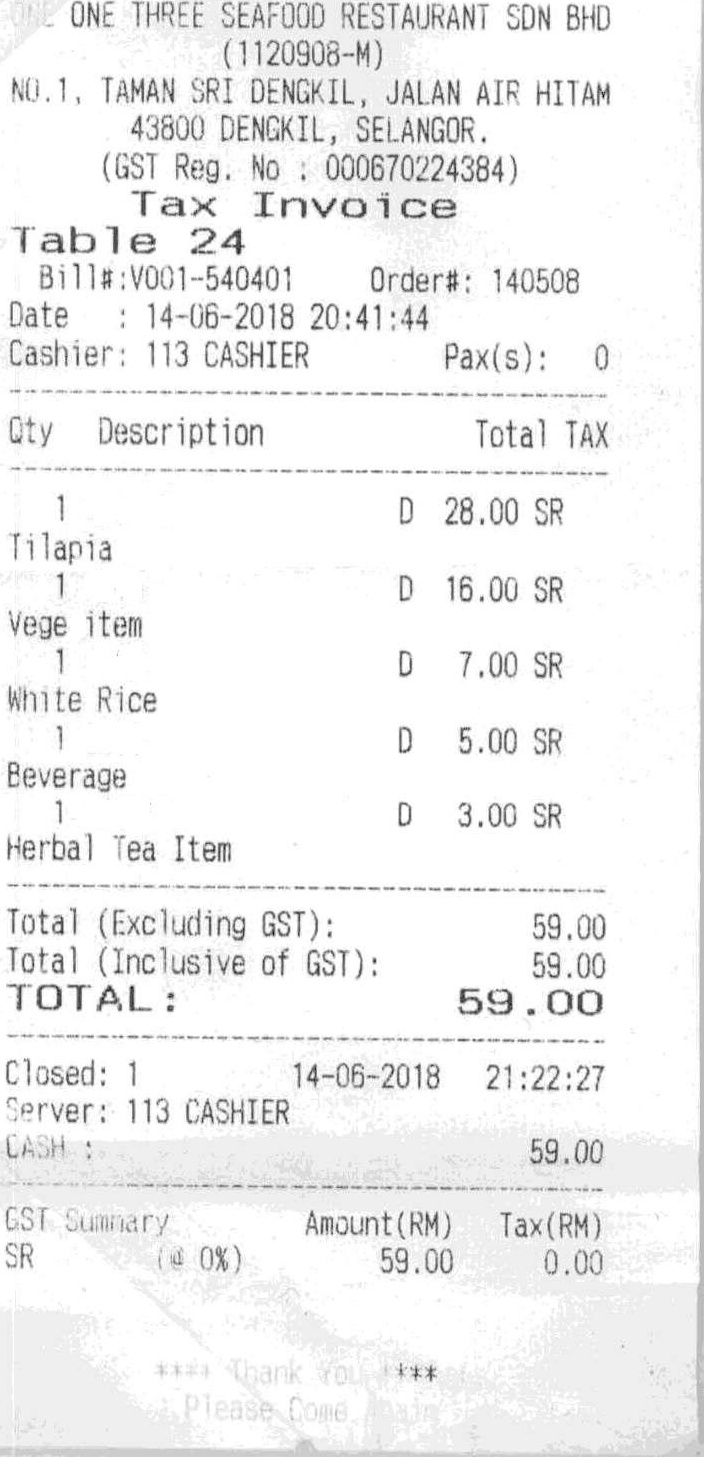 ONE ONE THREE SEAFOOD RESTAURANT SDN BHD
(1120908-M)
NO.1, TAMAN SRI DENGKIL, JALAN AIR HITAM
43800 DENGKIL, SELANGOR.
(GST Reg. No : 000670224384)
Tax Invoice
Table 24
Bill#:V001-540401 Order#: 140508
Date : 14-06-2018 20:41:44
Cashier: 113 CASHIER Pax(s): 0
Qty Description Total TAX
1 D 28.00 SR
Tilapia
1 D 16.00 SR
Vege item
1 D 7.00 SR
White Rice
1 D 5.00 SR
Beverage
1 D 3.00 SR
Herbal Tea Item
Total (Excluding GST): 59.00
Total (Inclusive of GST): 59.00
TOTAL: 59.00
Closed: 1 14-06-2018 21:22:27
Server: 113 CASHIER
CASH : 59.00
GST Summary Amount(RM) Tax(RM)
SR (@ 0%) 59.00 0.00
**** Thank You ****
Please Come